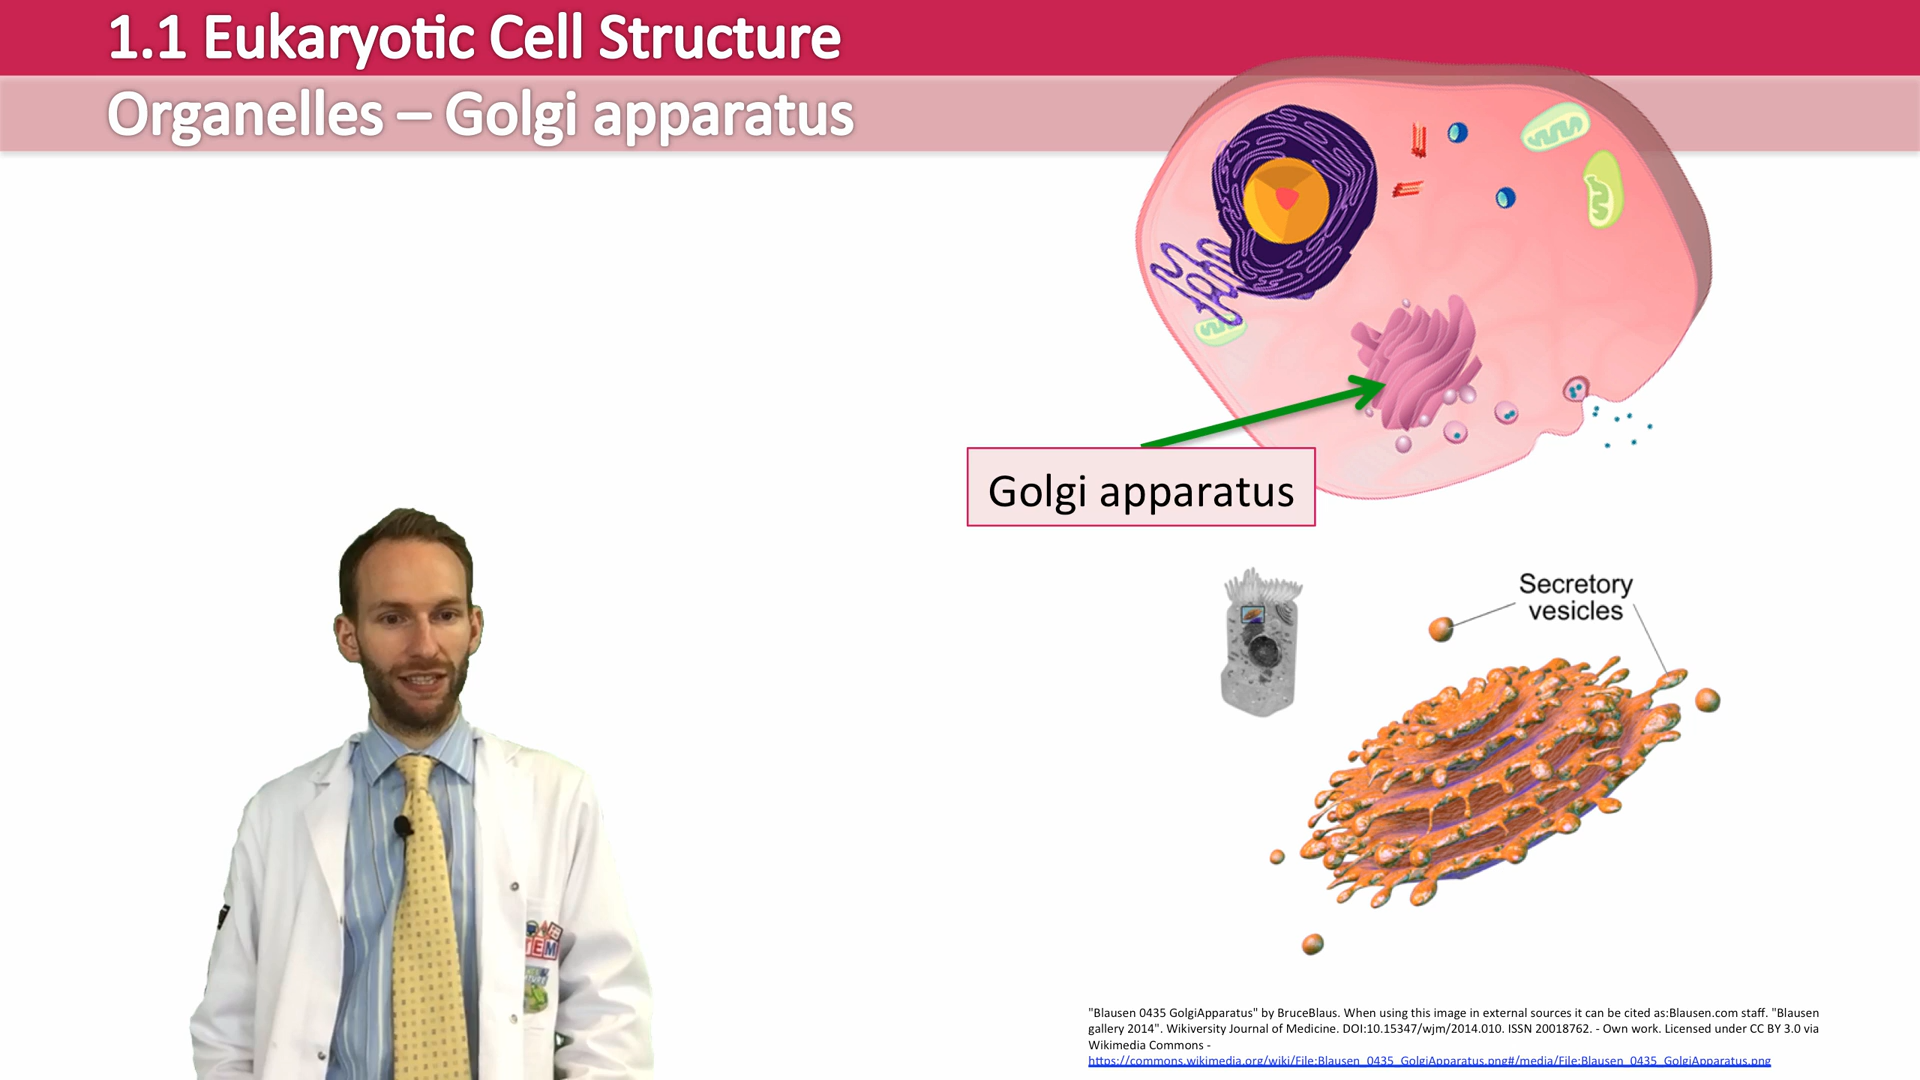 1.1 Eukaryotic Cell Structure
Organelles – Golgi apparatus
Golgi apparatus
Secretory
vesicles
TEM
"Blausen 0435 GolgiApparatus" by BruceBlaus. When using this image in external sources it can be cited as:Blausen.com staff. "Blausen
gallery 2014". Wikiversity Journal of Medicine. DOI:10.15347/wjm/2014.010. ISSN 20018762. - Own work. Licensed under CC BY 3.0 via
Wikimedia Commons -
https://commons.wikimedia.org/wiki/File:Blausen_0435_GolgiApparatus.png#/media/File:Blausen_0435_GolgiApparatus.png